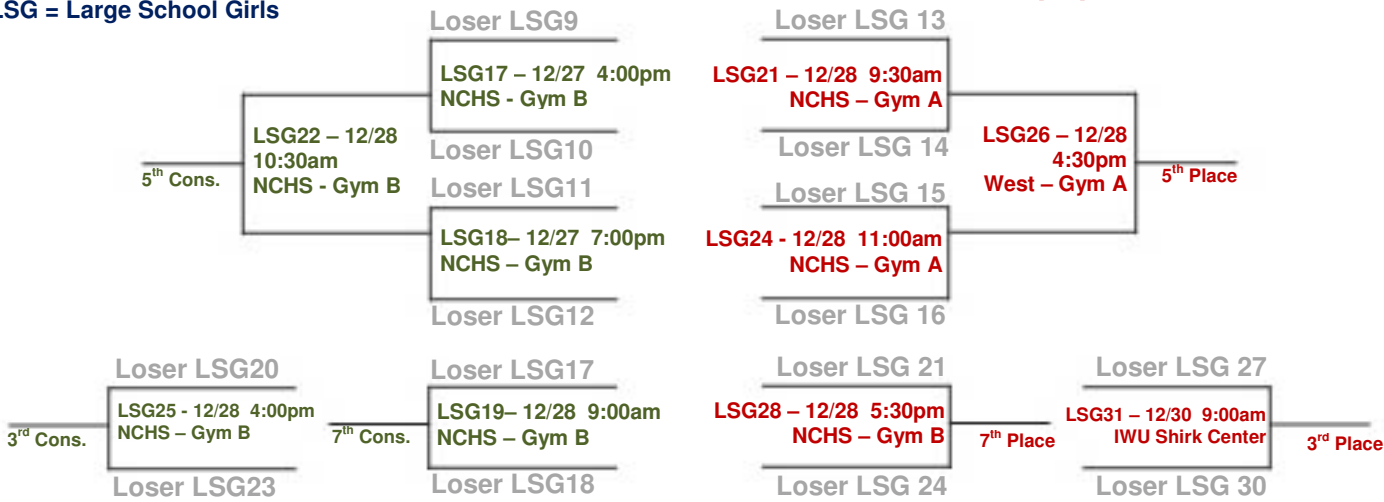 LSG = Large School Girls
Loser LSG9
LSG17 – 12/27 4:00pm
NCHS - Gym B
Loser LSG10
LSG22 – 12/28
10:30am
NCHS - Gym B
5th Cons.
Loser LSG11
LSG18– 12/27 7:00pm
NCHS – Gym B
Loser LSG12
Loser LSG 13
LSG21 – 12/28 9:30am
NCHS – Gym A
Loser LSG 14
LSG26 – 12/28
4:30pm
West – Gym A
5th Place
Loser LSG 15
LSG24 - 12/28 11:00am
NCHS – Gym A
Loser LSG 16
Loser LSG20
LSG25 - 12/28 4:00pm
NCHS – Gym B
3rd Cons.
Loser LSG23
Loser LSG17
LSG19– 12/28 9:00am
NCHS – Gym B
7th Cons.
Loser LSG18
Loser LSG 21
LSG28 – 12/28 5:30pm
NCHS – Gym B
7th Place
Loser LSG 24
Loser LSG 27
LSG31 – 12/30 9:00am
IWU Shirk Center
3rd Place
Loser LSG 30